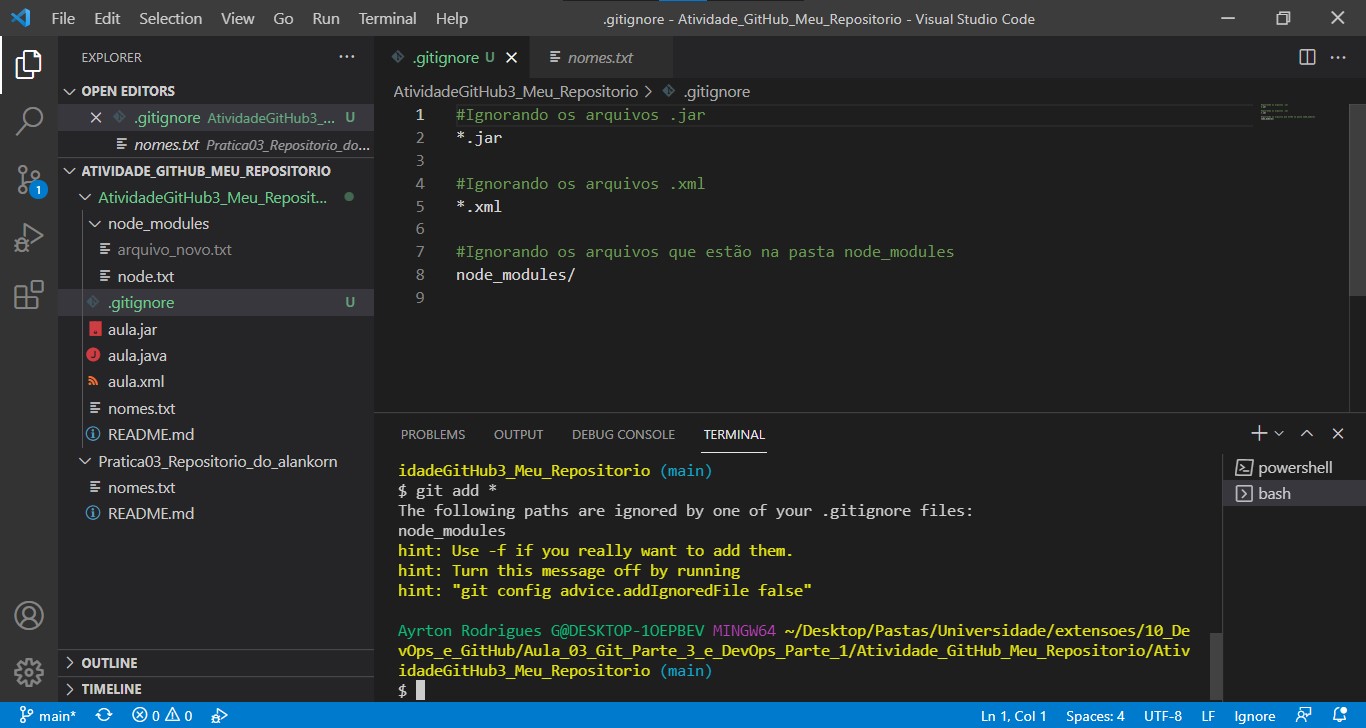 File Edit Selection View Go Run Terminal Help .gitignore - Atividade_GitHub_Meu_Repositorio - Visual Studio Code
EXPLORER
OPEN EDITORS
.gitignore AtividadeGitHub3_... U
nomes.txt Pratica03_Repositorio_do...
ATIVIDADE_GITHUB_MEU_REPOSITORIO
AtividadeGitHub3_Meu_Reposit...
node_modules
arquivo_novo.txt
node.txt
.gitignore U
aula.jar
aula.java
aula.xml
nomes.txt
README.md
Pratica03_Repositorio_do_alankorn
nomes.txt
README.md
OUTLINE
TIMELINE
1
.gitignore U nomes.txt
AtividadeGitHub3_Meu_Repositorio > .gitignore
1 #Ignorando os arquivos .jar
2 *.jar
3
4 #Ignorando os arquivos .xml
5 *.xml
6
7 #Ignorando os arquivos que estão na pasta node_modules
8 node_modules/
9
PROBLEMS OUTPUT DEBUG CONSOLE TERMINAL
idadeGitHub3_Meu_Repositorio (main)
$ git add *
The following paths are ignored by one of your .gitignore files:
node_modules
hint: Use -f if you really want to add them.
hint: Turn this message off by running
hint: "git config advice.addIgnoredFile false"
Ayrton Rodrigues G@DESKTOP-1OEPBEV MINGW64 ~/Desktop/Pastas/Universidade/extensoes/10_De
vOps_e_GitHub/Aula_03_Git_Parte_3_e_DevOps_Parte_1/Atividade_GitHub_Meu_Repositorio/Ativ
idadeGitHub3_Meu_Repositorio (main)
$
powershell
bash
main* 0 0 Ln 1, Col 1 Spaces: 4 UTF-8 LF Ignore